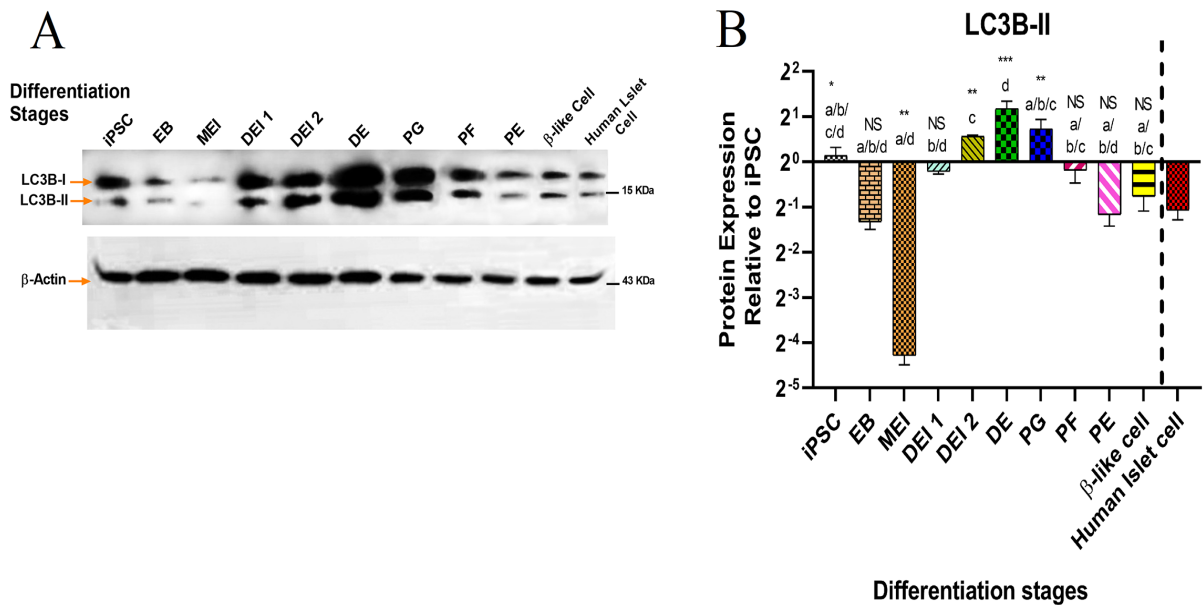 A
Differentiation
Stages
iPSC
EB
MEI
DEI 1
DEI 2
DE
PG
PF
PE
β-like Cell
Human Lslet
Cell
LC3B-I
LC3B-II
15 KDa
β-Actin
43 KDa
B
LC3B-II
Protein Expression
Relative to iPSC
2²
2¹
2⁰
2⁻¹
2⁻²
2⁻³
2⁻⁴
2⁻⁵
*
a/b/
c/d
NS
a/b/d
**
a/d
NS
b/d
**
c
***
d
**
a/b/c
NS
a/
b/c
NS
a/
b/d
NS
a/
b/c
iPSC
EB
MEI
DEI 1
DEI 2
DE
PG
PF
PE
β-like cell
Human Islet cell
Differentiation stages